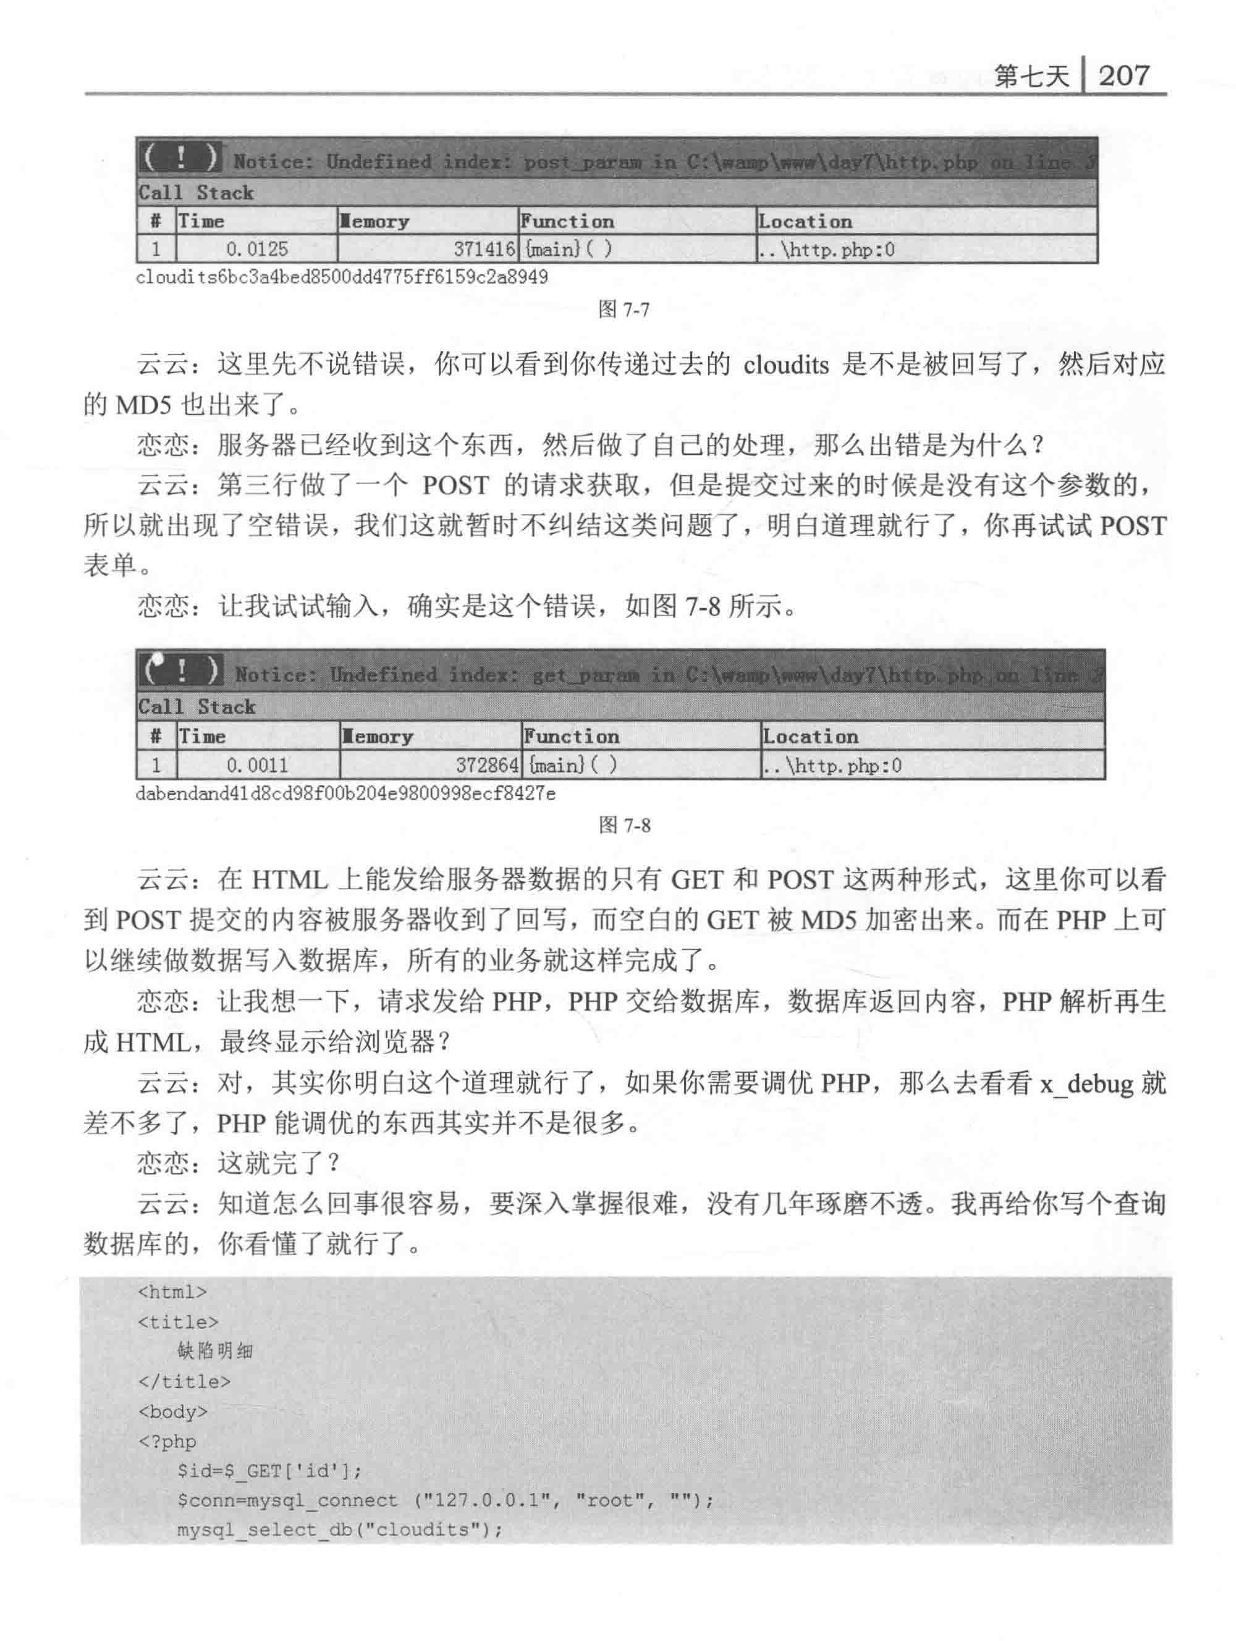 第七天 207
( ! ) Notice: Undefined index: post_param in C:\wamp\www\day7\http.php on line 3
Call Stack
# Time Memory Function Location
1 0.0125 371416 {main}( ) ..\http.php:0
cloudits6bc3a4bed8500dd4775ff6159c2a8949
图 7-7
云云：这里先不说错误，你可以看到你传递过去的 cloudits 是不是被回写了，然后对应
的 MD5 也出来了。
恋恋：服务器已经收到这个东西，然后做了自己的处理，那么出错是为什么？
云云：第三行做了一个 POST 的请求获取，但是提交过来的时候是没有这个参数的，
所以就出现了空错误，我们这就暂时不纠结这类问题了，明白道理就行了，你再试试 POST
表单。
恋恋：让我试试输入，确实是这个错误，如图 7-8 所示。
( ! ) Notice: Undefined index: get_param in C:\wamp\www\day7\http.php on line
Call Stack
# Time Memory Function Location
1 0.0011 372864 {main}( ) ..\http.php:0
dabendand41d8cd98f00b204e9800998ecf8427e
图 7-8
云云：在 HTML 上能发给服务器数据的只有 GET 和 POST 这两种形式，这里你可以看
到 POST 提交的内容被服务器收到了回写，而空白的 GET 被 MD5 加密出来。而在 PHP 上可
以继续做数据写入数据库，所有的业务就这样完成了。
恋恋：让我想一下，请求发给 PHP，PHP 交给数据库，数据库返回内容，PHP 解析再生
成 HTML，最终显示给浏览器？
云云：对，其实你明白这个道理就行了，如果你需要调优 PHP，那么去看看 x_debug 就
差不多了，PHP 能调优的东西其实并不是很多。
恋恋：这就完了？
云云：知道怎么回事很容易，要深入掌握很难，没有几年琢磨不透。我再给你写个查询
数据库的，你看懂了就行了。
<html>
<title>
缺陷明细
</title>
<body>
<?php
$id=$_GET['id'];
$conn=mysql_connect ("127.0.0.1", "root", "");
mysql_select_db("cloudits");